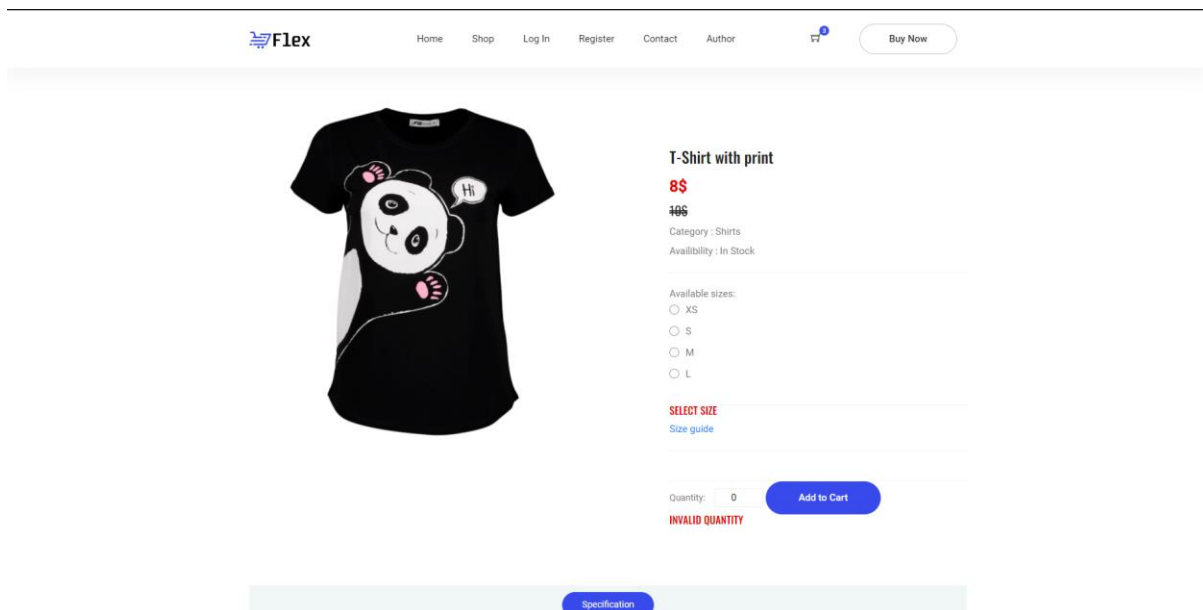 Flex
Home Shop Log In Register Contact Author 3 Buy Now
Hi
T-Shirt with print
8$
10$
Category : Shirts
Availibility : In Stock
Available sizes:
XS
S
M
L
SELECT SIZE
Size guide
Quantity: 0 Add to Cart
INVALID QUANTITY
Specification